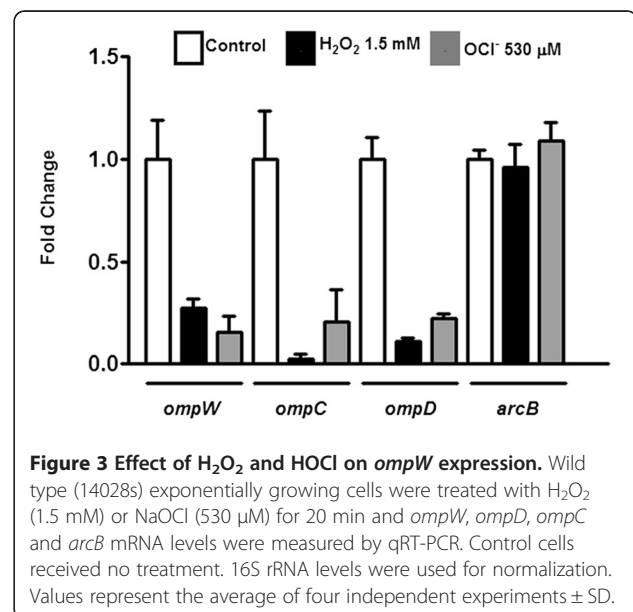 Control H₂O₂ 1.5 mM OCl⁻ 530 µM
1.5
1.0
0.5
0.0
Fold Change
ompW ompC ompD arcB
Figure 3 Effect of H₂O₂ and HOCl on ompW expression. Wild
type (14028s) exponentially growing cells were treated with H₂O₂
(1.5 mM) or NaOCl (530 µM) for 20 min and ompW, ompD, ompC
and arcB mRNA levels were measured by qRT-PCR. Control cells
received no treatment. 16S rRNA levels were used for normalization.
Values represent the average of four independent experiments ± SD.